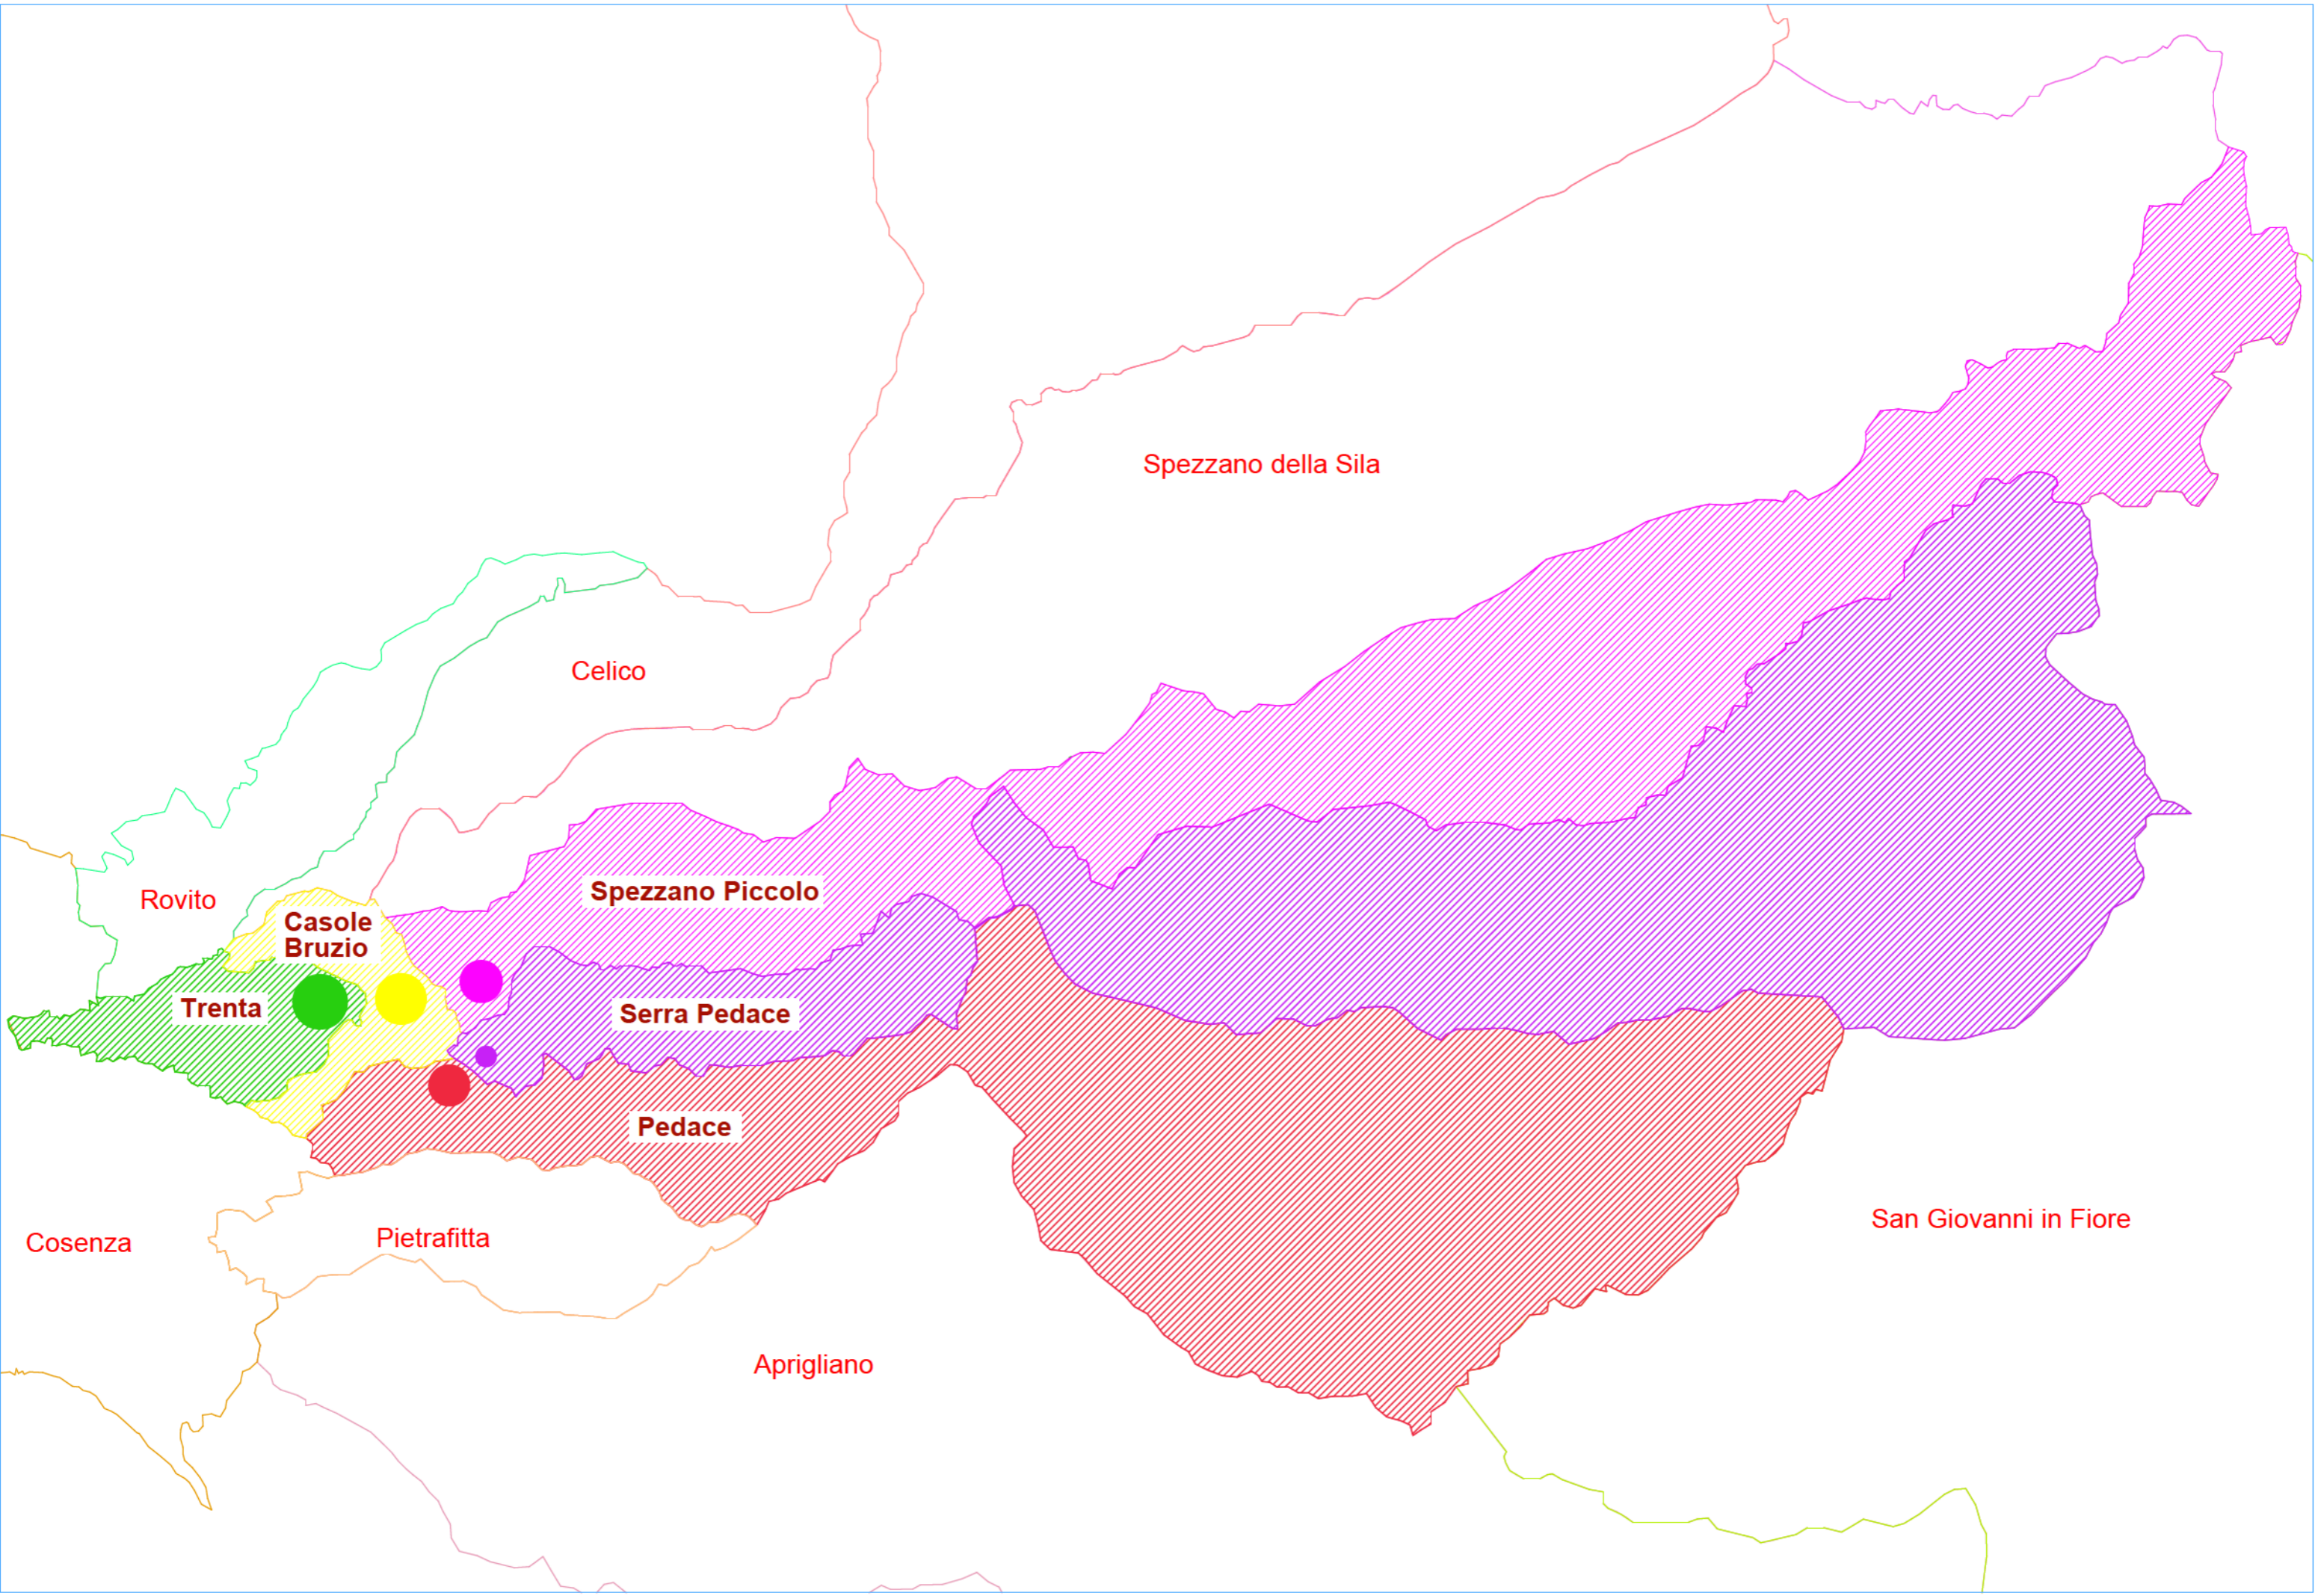 Spezzano della Sila
Celico
Spezzano Piccolo
Rovito
Casole
Bruzio
Trenta
Serra Pedace
Pedace
San Giovanni in Fiore
Pietrafitta
Cosenza
Aprigliano